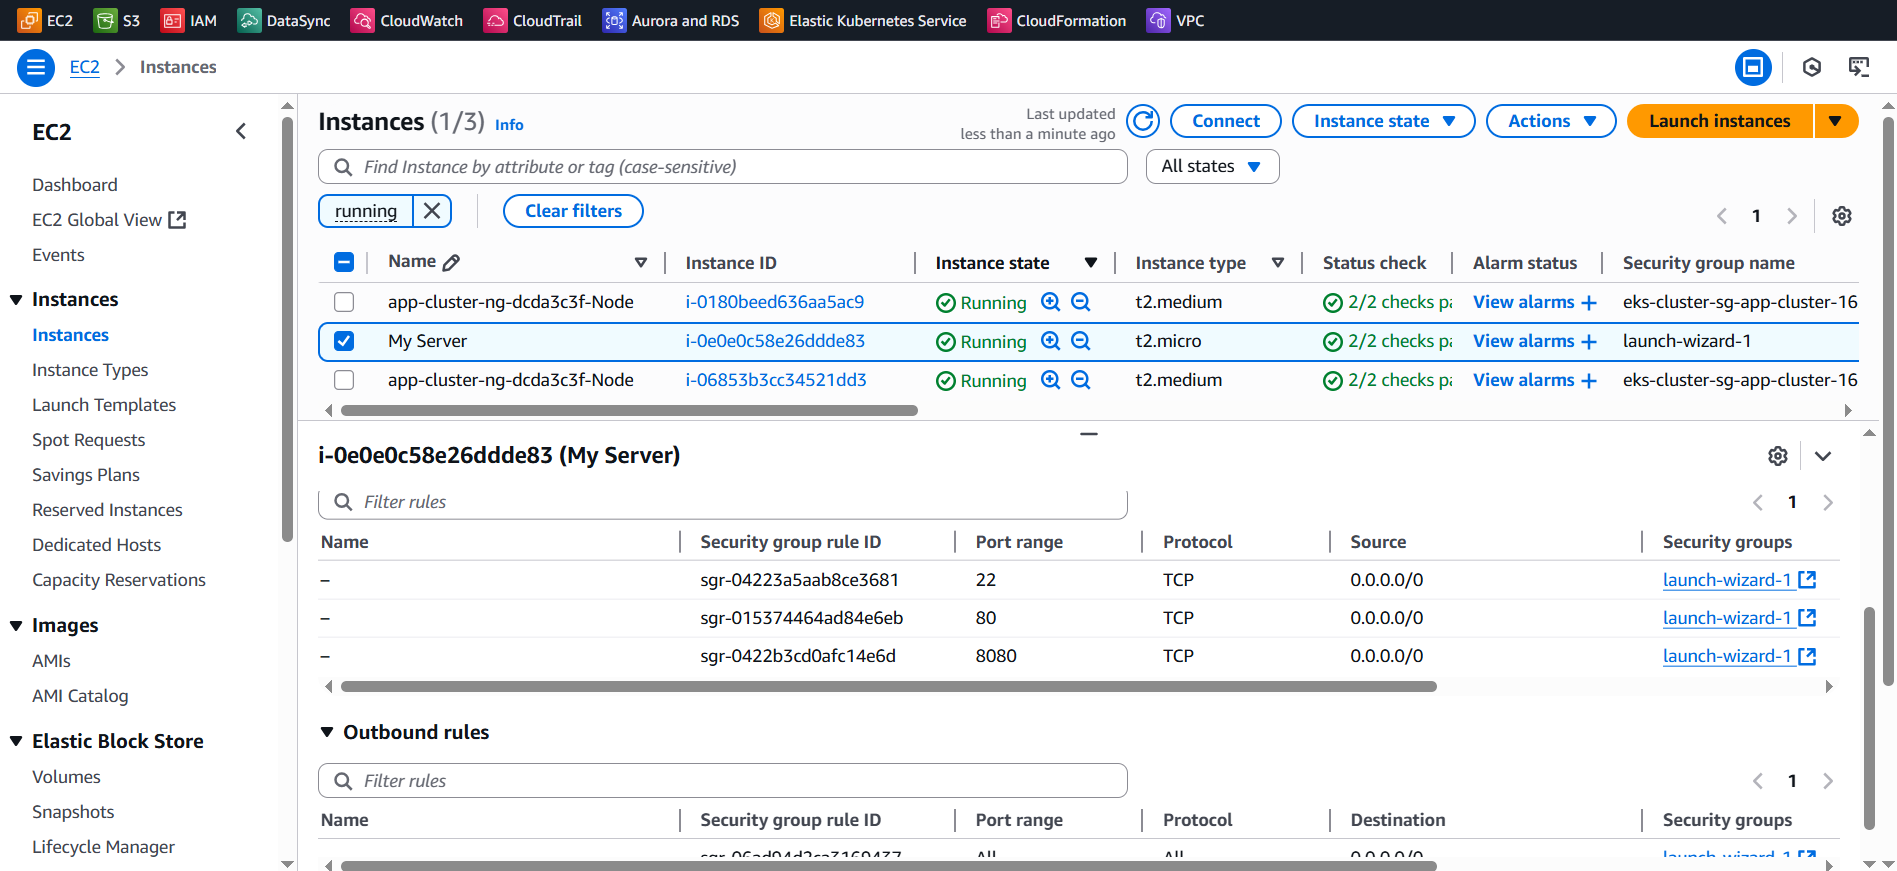 EC2 S3 IAM DataSync CloudWatch CloudTrail Aurora and RDS Elastic Kubernetes Service CloudFormation VPC
EC2 Instances
EC2
Dashboard
EC2 Global View
Events
Instances
Instances
Instance Types
Launch Templates
Spot Requests
Savings Plans
Reserved Instances
Dedicated Hosts
Capacity Reservations
Images
AMIs
AMI Catalog
Elastic Block Store
Volumes
Snapshots
Lifecycle Manager
Instances (1/3) Info
Last updated
less than a minute ago
Connect Instance state Actions Launch instances
Find Instance by attribute or tag (case-sensitive) All states
running Clear filters 1
Name Instance ID Instance state Instance type Status check Alarm status Security group name
app-cluster-ng-dcda3c3f-Node i-0180beed636aa5ac9 Running t2.medium 2/2 checks pa View alarms + eks-cluster-sg-app-cluster-16
My Server i-0e0e0c58e26ddde83 Running t2.micro 2/2 checks pa View alarms + launch-wizard-1
app-cluster-ng-dcda3c3f-Node i-06853b3cc34521dd3 Running t2.medium 2/2 checks pa View alarms + eks-cluster-sg-app-cluster-16
i-0e0e0c58e26ddde83 (My Server)
Filter rules 1
Name Security group rule ID Port range Protocol Source Security groups
– sgr-04223a5aab8ce3681 22 TCP 0.0.0.0/0 launch-wizard-1
– sgr-015374464ad84e6eb 80 TCP 0.0.0.0/0 launch-wizard-1
– sgr-0422b3cd0afc14e6d 8080 TCP 0.0.0.0/0 launch-wizard-1
Outbound rules
Filter rules 1
Name Security group rule ID Port range Protocol Destination Security groups
All All 0.0.0.0/0 launch-wizard-1